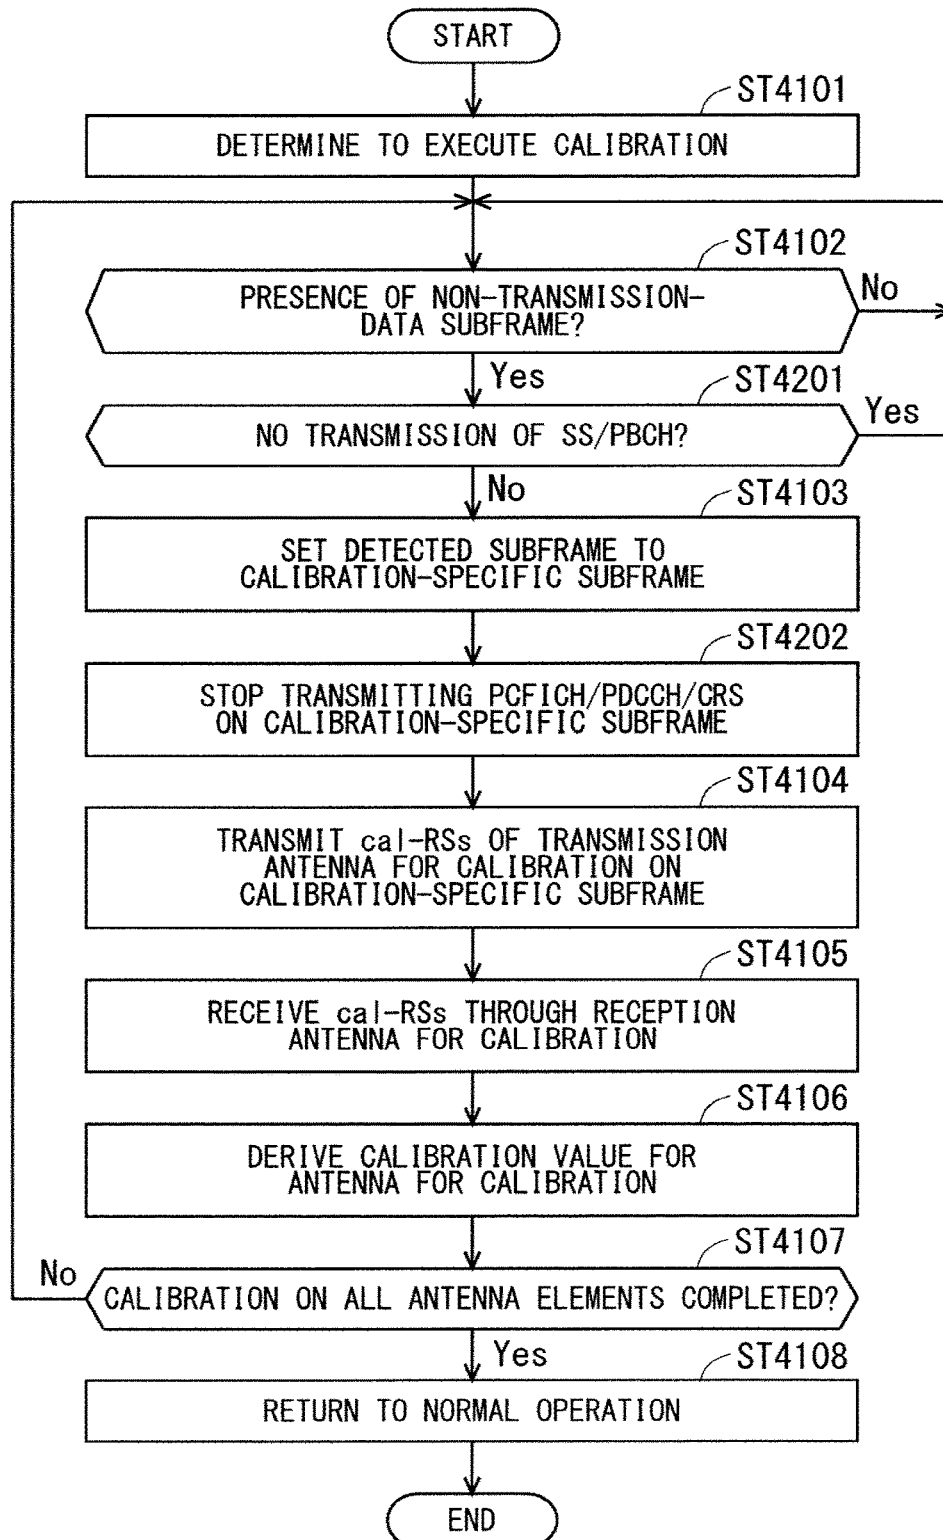 START
ST4101
DETERMINE TO EXECUTE CALIBRATION
ST4102
PRESENCE OF NON-TRANSMISSION-
DATA SUBFRAME?
No
Yes
ST4201
NO TRANSMISSION OF SS/PBCH?
Yes
No
ST4103
SET DETECTED SUBFRAME TO
CALIBRATION-SPECIFIC SUBFRAME
ST4202
STOP TRANSMITTING PCFICH/PDCCH/CRS
ON CALIBRATION-SPECIFIC SUBFRAME
ST4104
TRANSMIT cal-RSs OF TRANSMISSION
ANTENNA FOR CALIBRATION ON
CALIBRATION-SPECIFIC SUBFRAME
ST4105
RECEIVE cal-RSs THROUGH RECEPTION
ANTENNA FOR CALIBRATION
ST4106
DERIVE CALIBRATION VALUE FOR
ANTENNA FOR CALIBRATION
ST4107
No
CALIBRATION ON ALL ANTENNA ELEMENTS COMPLETED?
Yes
ST4108
RETURN TO NORMAL OPERATION
END